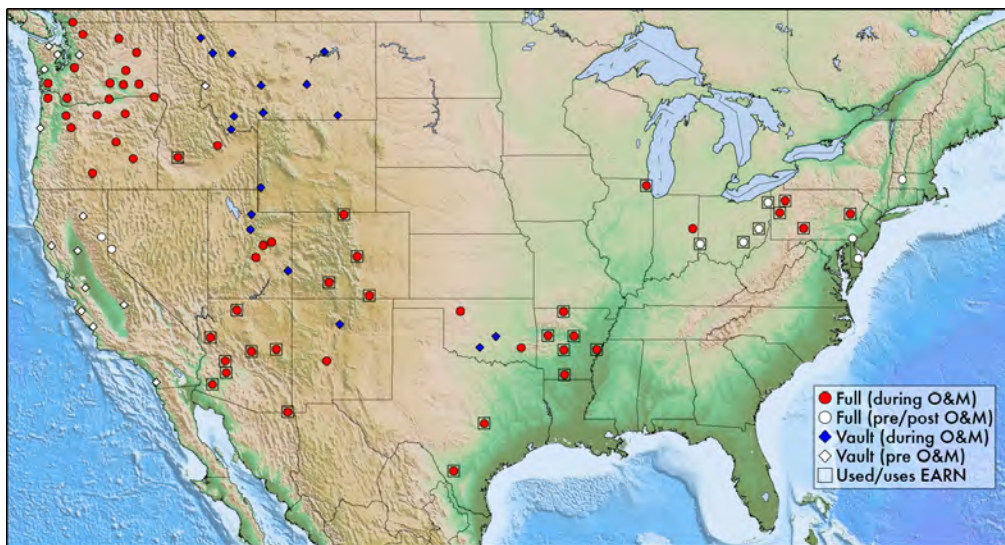 Full (during O&M)
Full (pre/post O&M)
Vault (during O&M)
Vault (pre O&M)
Used/uses EARN